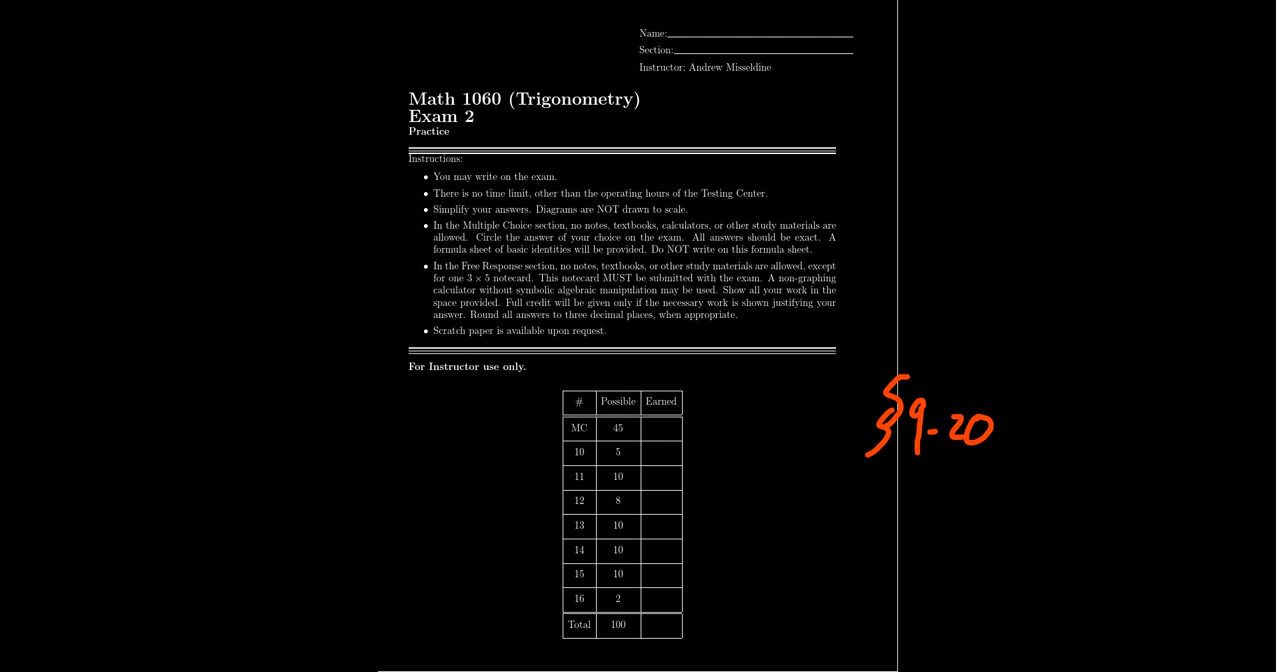 Name:
Section:
Instructor: Andrew Misseldine
Math 1060 (Trigonometry)
Exam 2
Practice
Instructions:
• You may write on the exam.
• There is no time limit, other than the operating hours of the Testing Center.
• Simplify your answers. Diagrams are NOT drawn to scale.
• In the Multiple Choice section, no notes, textbooks, calculators, or other study materials are
allowed. Circle the answer of your choice on the exam. All answers should be exact. A
formula sheet of basic identities will be provided. Do NOT write on this formula sheet.
• In the Free Response section, no notes, textbooks, or other study materials are allowed, except
for one 3 × 5 notecard. This notecard MUST be submitted with the exam. A non-graphing
calculator without symbolic algebraic manipulation may be used. Show all your work in the
space provided. Full credit will be given only if the necessary work is shown justifying your
answer. Round all answers to three decimal places, when appropriate.
• Scratch paper is available upon request.
For Instructor use only.
# Possible Earned
MC 45
10 5
11 10
12 8
13 10
14 10
15 10
16 2
Total 100
§9-20